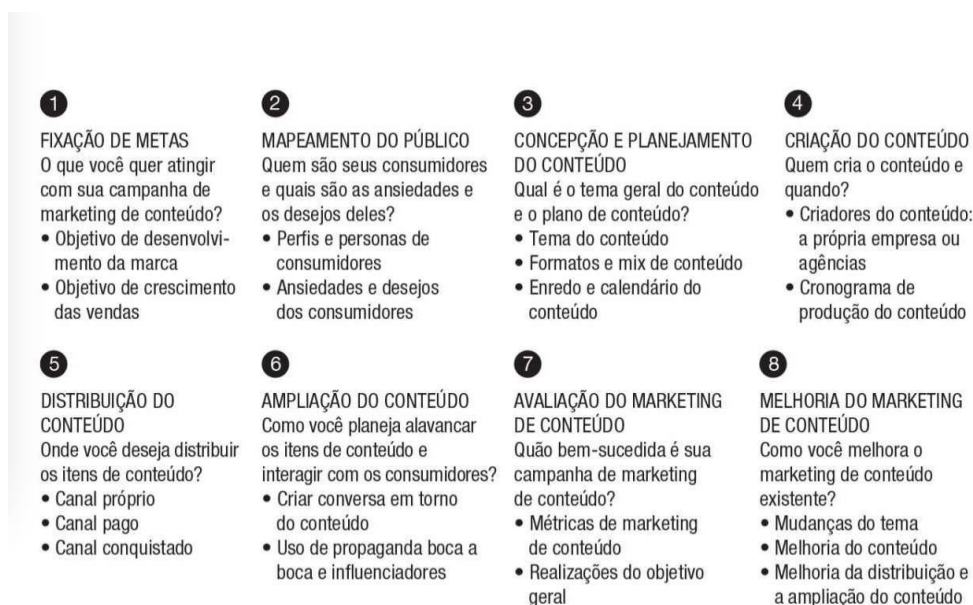 1
FIXAÇÃO DE METAS
O que você quer atingir
com sua campanha de
marketing de conteúdo?
• Objetivo de desenvolvi-
mento da marca
• Objetivo de crescimento
das vendas
2
MAPEAMENTO DO PÚBLICO
Quem são seus consumidores
e quais são as ansiedades e
os desejos deles?
• Perfis e personas de
consumidores
• Ansiedades e desejos
dos consumidores
3
CONCEPÇÃO E PLANEJAMENTO
DO CONTEÚDO
Qual é o tema geral do conteúdo
e o plano de conteúdo?
• Tema do conteúdo
• Formatos e mix de conteúdo
• Enredo e calendário do
conteúdo
4
CRIAÇÃO DO CONTEÚDO
Quem cria o conteúdo e
quando?
• Criadores do conteúdo:
a própria empresa ou
agências
• Cronograma de
produção do conteúdo
5
DISTRIBUIÇÃO DO
CONTEÚDO
Onde você deseja distribuir
os itens de conteúdo?
• Canal próprio
• Canal pago
• Canal conquistado
6
AMPLIAÇÃO DO CONTEÚDO
Como você planeja alavancar
os itens de conteúdo e
interagir com os consumidores?
• Criar conversa em torno
do conteúdo
• Uso de propaganda boca a
boca e influenciadores
7
AVALIAÇÃO DO MARKETING
DE CONTEÚDO
Quão bem-sucedida é sua
campanha de marketing
de conteúdo?
• Métricas de marketing
de conteúdo
• Realizações do objetivo
geral
8
MELHORIA DO MARKETING
DE CONTEÚDO
Como você melhora o
marketing de conteúdo
existente?
• Mudanças do tema
• Melhoria do conteúdo
• Melhoria da distribuição e
a ampliação do conteúdo